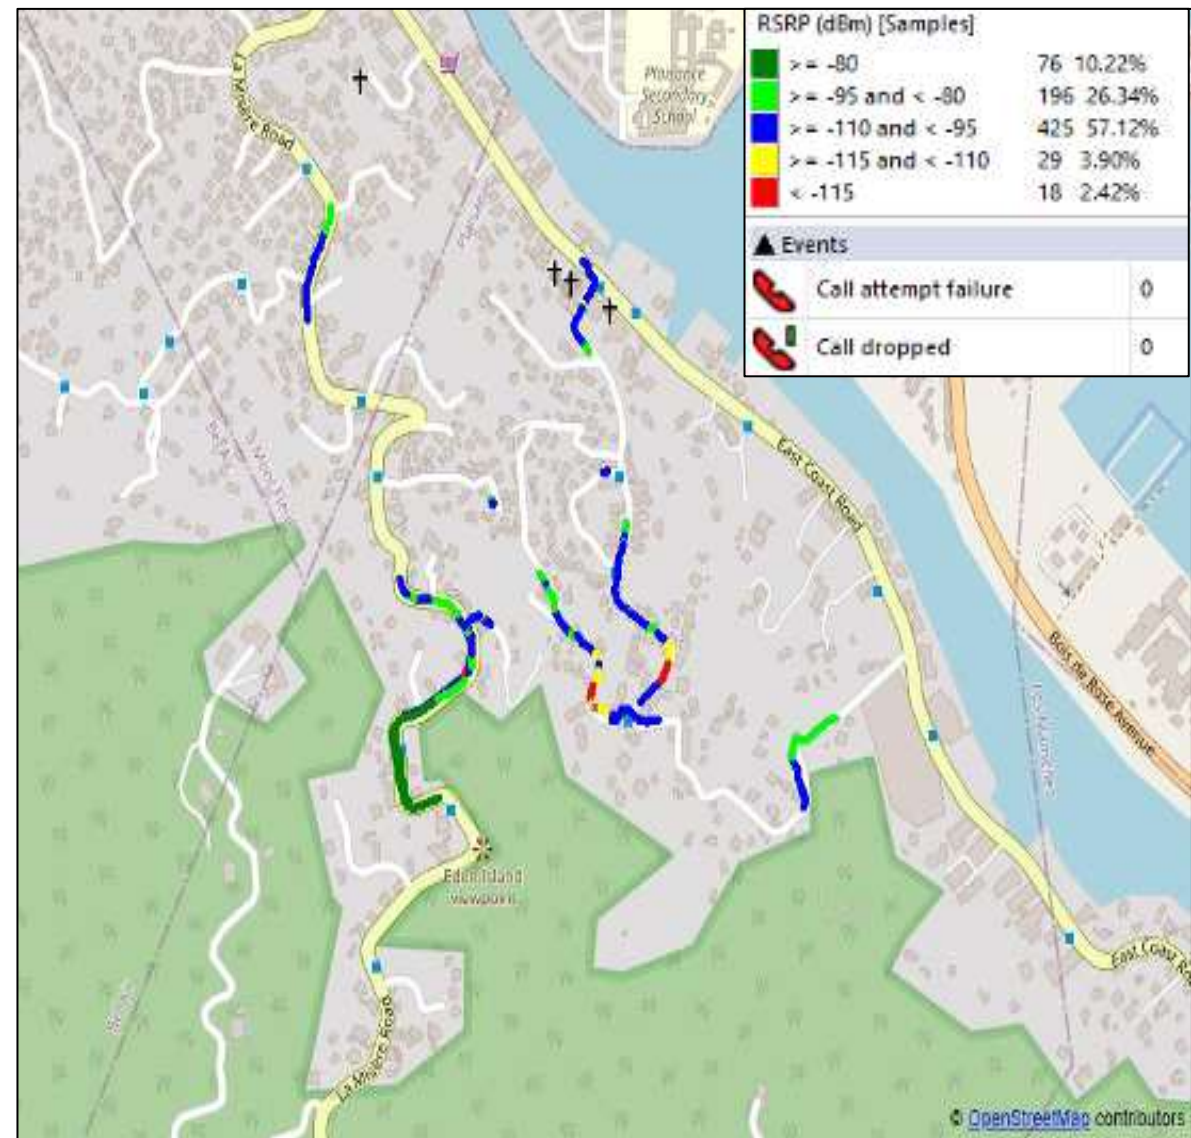 RSRP (dBm) [Samples]
>= -80 76 10.22%
>= -95 and < -80 196 26.34%
>= -110 and < -95 425 57.12%
>= -115 and < -110 29 3.90%
< -115 18 2.42%
▲ Events
Call attempt failure 0
Call dropped 0
La Misère Road
Plaisance
Secondary
School
East Coast Road
Bois de Rose Avenue
Eden Island
viewpoint
La Misère Road
East Coast
© OpenStreetMap contributors